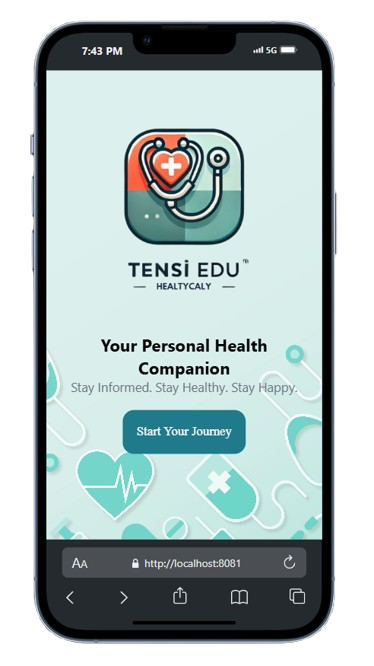 7:43 PM
5G
TENSi EDU™
HEALTYCALY
Your Personal Health
Companion
Stay Informed. Stay Healthy. Stay Happy.
Start Your Journey
AA
http://localhost:8081